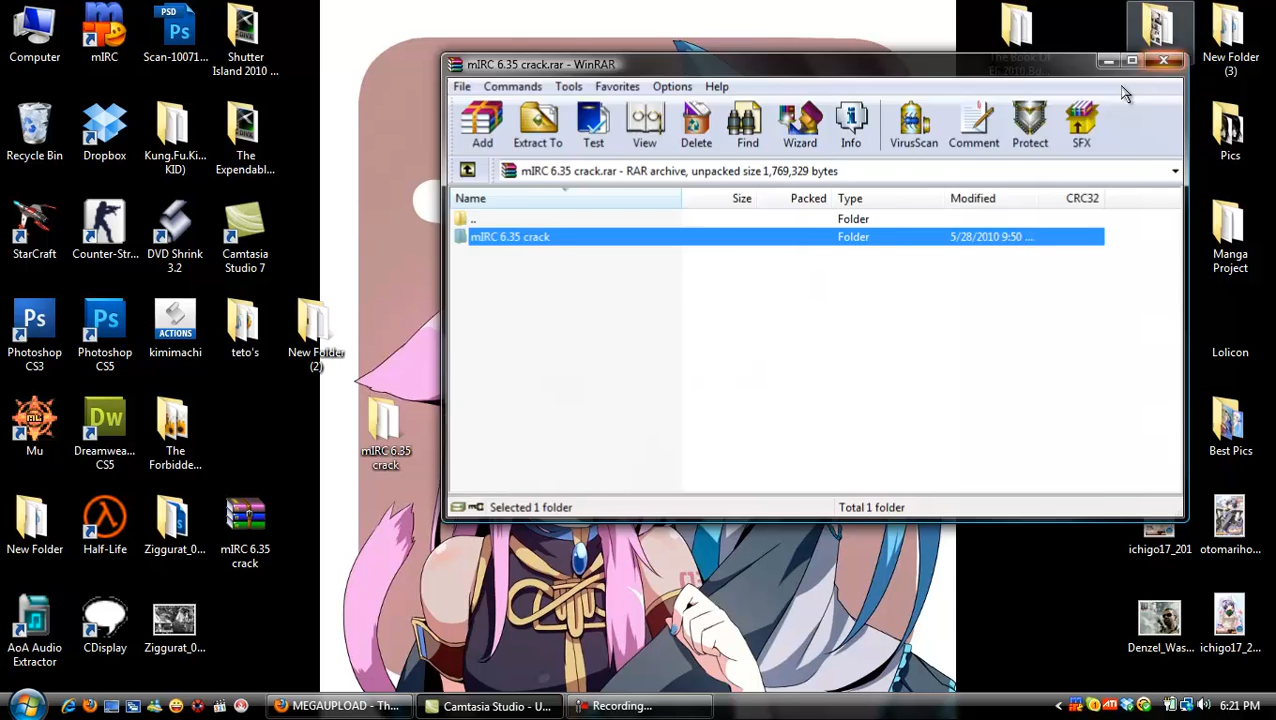 Computer
mIRC
Scan-10071...
Shutter
Island 2010 ...
Recycle Bin
Dropbox
Kung.Fu.Ki...
KID)
The
Expendabl...
StarCraft
Counter-Str...
DVD Shrink
3.2
Camtasia
Studio 7
Photoshop
CS3
Photoshop
CS5
kimimachi
teto's
New Folder
(2)
Mu
Dreamwea...
CS5
The
Forbidde...
mIRC 6.35
crack
New Folder
Half-Life
Ziggurat_0...
mIRC 6.35
crack
AoA Audio
Extractor
CDisplay
Ziggurat_0...
mIRC 6.35 crack.rar - WinRAR
File Commands Tools Favorites Options Help
Add Extract To Test View Delete Find Wizard Info VirusScan Comment Protect SFX
mIRC 6.35 crack.rar - RAR archive, unpacked size 1,769,329 bytes
Name Size Packed Type Modified CRC32
.. Folder
mIRC 6.35 crack Folder 5/28/2010 9:50 ...
Selected 1 folder Total 1 folder
The Book Of
New Folder
(3)
Pics
Manga
Project
Lolicon
Best Pics
ichigo17_201
otomariho...
Denzel_Was...
ichigo17_2...
MEGAUPLOAD - Th...
Camtasia Studio - U...
Recording...
6:21 PM